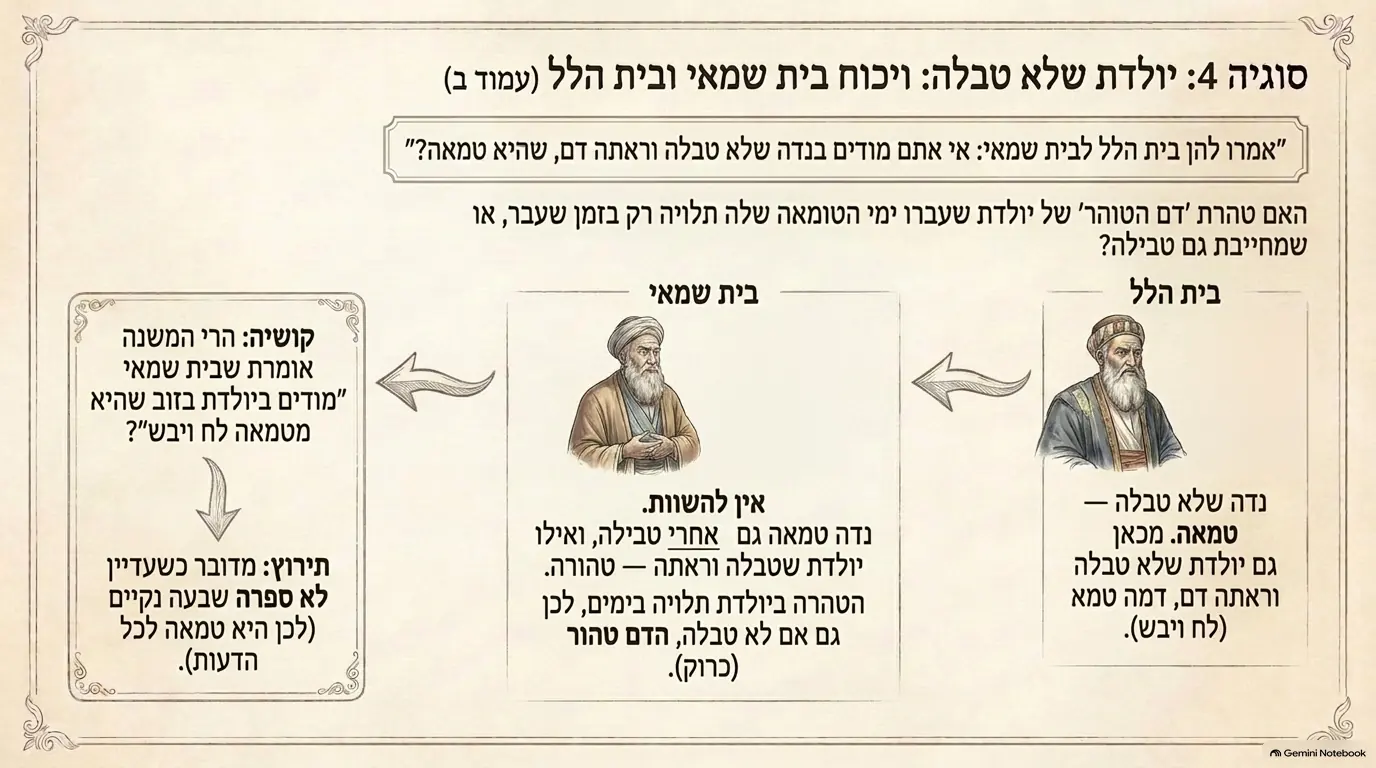 סוגיה 4: יולדת שלא טבלה: ויכוח בית שמאי ובית הלל (עמוד ב)
"אמרו להן בית הלל לבית שמאי: אי אתם מודים בנדה שלא טבלה וראתה דם, שהיא טמאה?"
האם טהרת 'דם הטוהר' של יולדת שעברו ימי הטומאה שלה תלויה רק בזמן שעבר, או
שמחייבת גם טבילה?
בית הלל
נדה שלא טבלה —
טמאה. מכאן
גם יולדת שלא טבלה
וראתה דם, דמה טמא
(לח ויבש).
בית שמאי
אין להשוות.
נדה טמאה גם אחרי טבילה, ואילו
יולדת שטבלה וראתה — טהורה.
הטהרה ביולדת תלויה בימים, לכן
גם אם לא טבלה, הדם טהור
(כרוק).
קושיה: הרי המשנה
אומרת שבית שמאי
"מודים ביולדת בזוב שהיא
מטמאה לח ויבש"?
תירוץ: מדובר כשעדיין
לא ספרה שבעה נקיים
(לכן היא טמאה לכל
הדעות).
Gemini Notebook